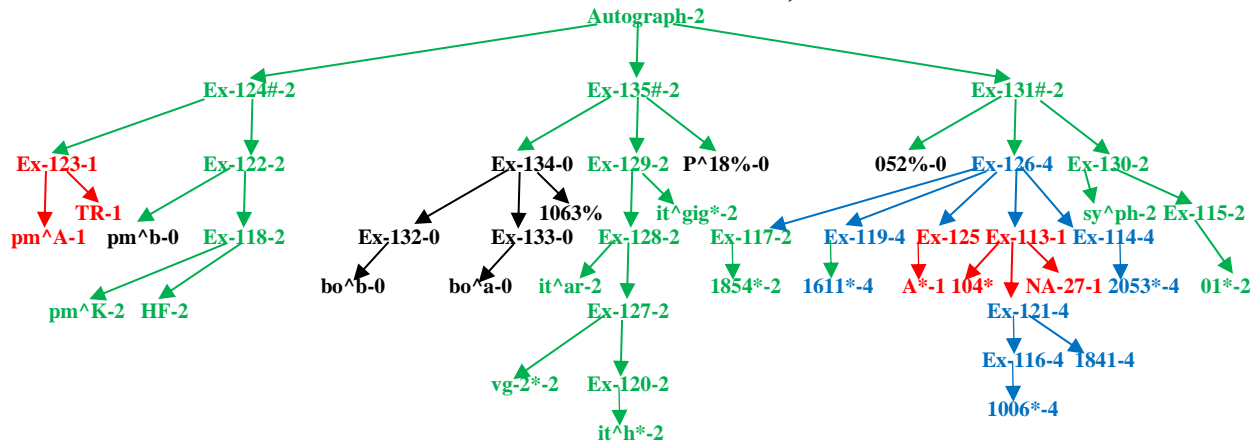 Autograph-2
Ex-124#-2 Ex-135#-2 Ex-131#-2
Ex-123-1 Ex-122-2 Ex-134-0 Ex-129-2 P^18%-0 052%-0 Ex-126-4 Ex-130-2
TR-1 1063% it^gig*-2 sy^ph-2 Ex-115-2
pm^A-1 pm^b-0 Ex-118-2 Ex-132-0 Ex-133-0 Ex-128-2 Ex-117-2 Ex-119-4 Ex-125 Ex-113-1 Ex-114-4
bo^b-0 bo^a-0 it^ar-2 1854*-2 1611*-4 A*-1 104* NA-27-1 2053*-4 01*-2
pm^K-2 HF-2 Ex-127-2 Ex-121-4
vg-2*-2 Ex-120-2 Ex-116-4 1841-4
1006*-4
it^h*-2